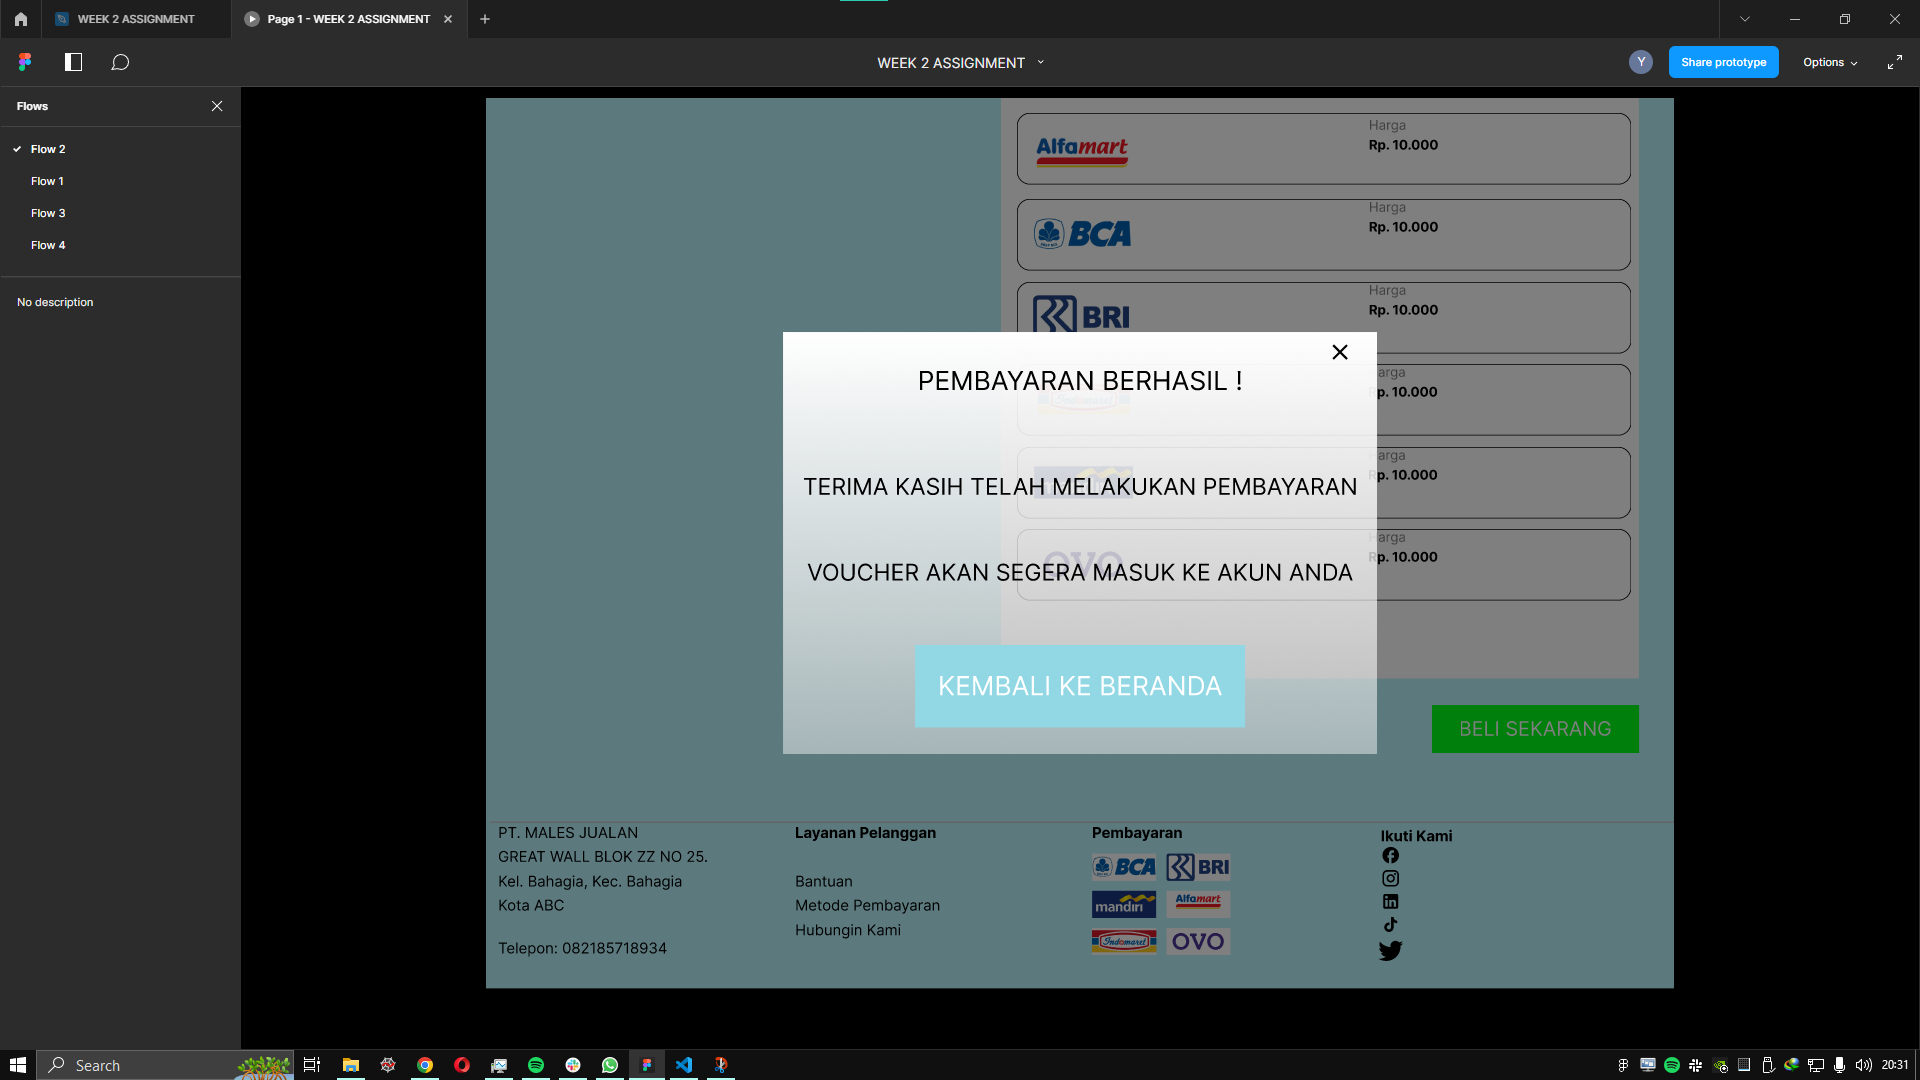 WEEK 2 ASSIGNMENT
Page 1 - WEEK 2 ASSIGNMENT
WEEK 2 ASSIGNMENT
Y
Share prototype
Options
Flows
Flow 2
Flow 1
Flow 3
Flow 4
No description
Alfamart
Harga
Rp. 10.000
BCA
Harga
Rp. 10.000
BRI
Harga
Rp. 10.000
PEMBAYARAN BERHASIL !
Indomaret
arga
p. 10.000
TERIMA KASIH TELAH MELAKUKAN PEMBAYARAN
arga
p. 10.000
OVO
VOUCHER AKAN SEGERA MASUK KE AKUN ANDA
arga
Rp. 10.000
KEMBALI KE BERANDA
BELI SEKARANG
PT. MALES JUALAN
GREAT WALL BLOK ZZ NO 25.
Kel. Bahagia, Kec. Bahagia
Kota ABC
Telepon: 082185718934
Layanan Pelanggan
Bantuan
Metode Pembayaran
Hubungin Kami
Pembayaran
BCA
BRI
mandiri
Alfamart
Indomaret
OVO
Ikuti Kami
Search
20:31